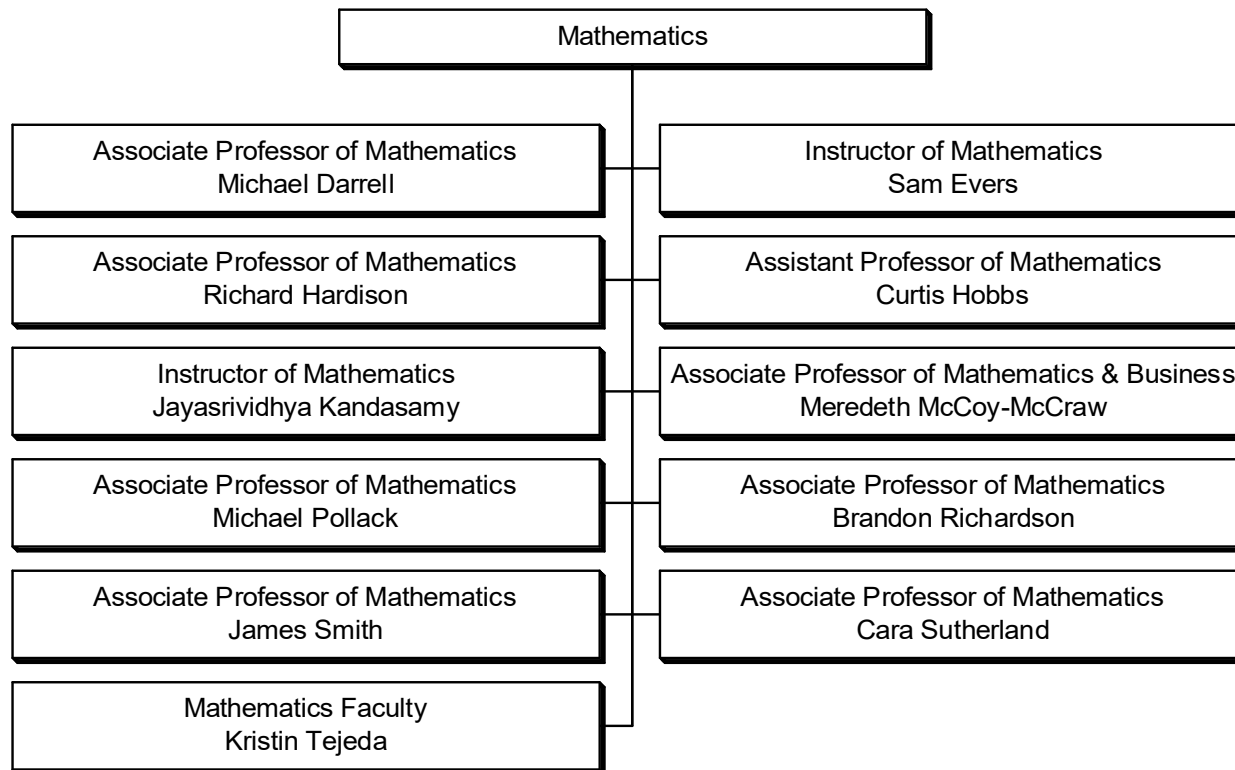 Mathematics
Associate Professor of Mathematics
Michael Darrell
Instructor of Mathematics
Sam Evers
Associate Professor of Mathematics
Richard Hardison
Assistant Professor of Mathematics
Curtis Hobbs
Instructor of Mathematics
Jayasrividhya Kandasamy
Associate Professor of Mathematics & Business
Meredeth McCoy-McCraw
Associate Professor of Mathematics
Michael Pollack
Associate Professor of Mathematics
Brandon Richardson
Associate Professor of Mathematics
James Smith
Associate Professor of Mathematics
Cara Sutherland
Mathematics Faculty
Kristin Tejeda